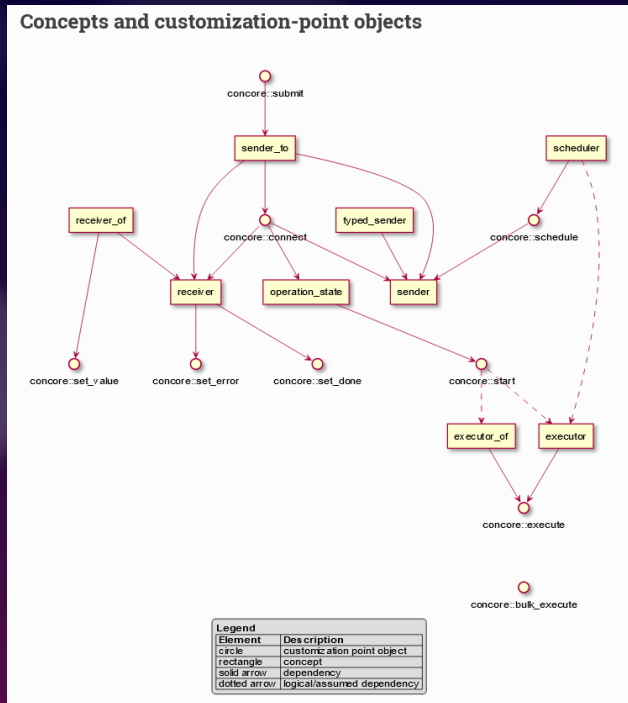 Concepts and customization-point objects
concore::submit
sender_to
scheduler
receiver_of
typed_sender
concore::connect
concore::schedule
receiver
operation_state
sender
concore::set_value
concore::set_error
concore::set_done
concore::start
executor_of
executor
concore::execute
concore::bulk_execute
Legend
Element Description
circle customization point object
rectangle concept
solid arrow dependency
dotted arrow logical/assumed dependency